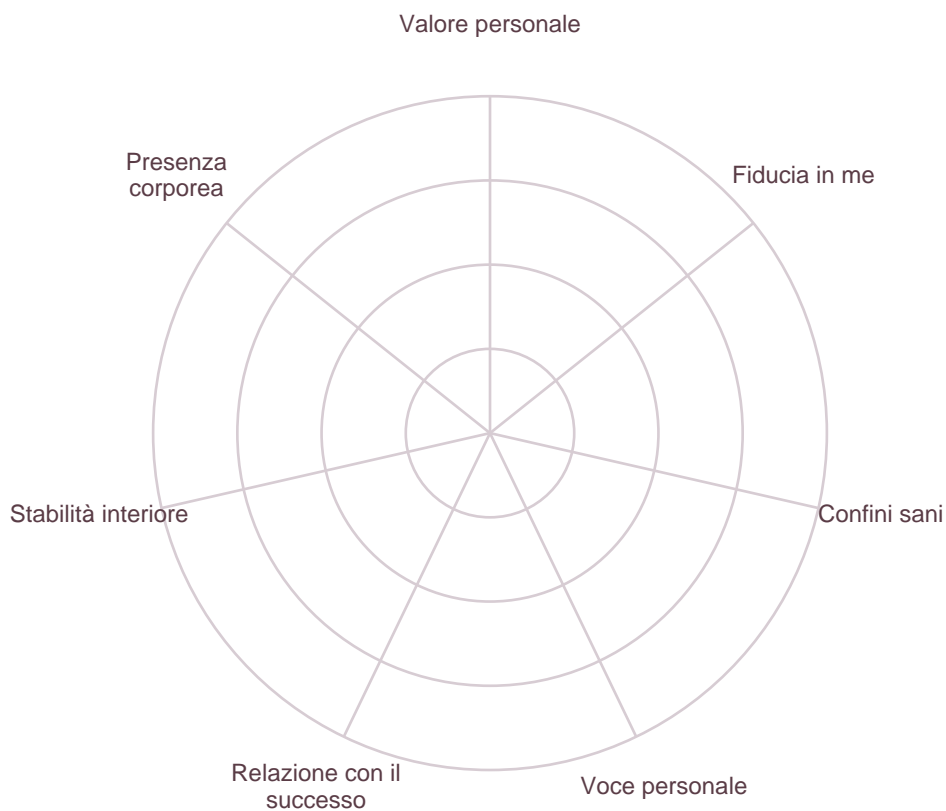 Valore personale
Presenza
corporea
Fiducia in me
Stabilità interiore
Confini sani
Relazione con il
successo
Voce personale